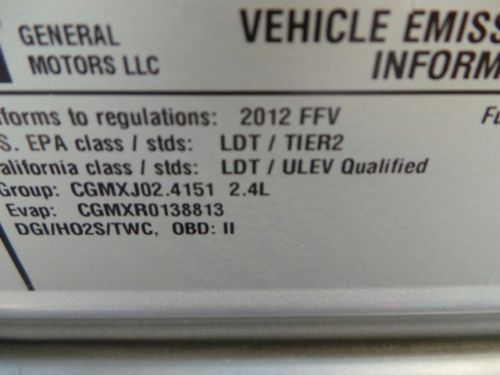 GENERAL
MOTORS LLC
VEHICLE EMISS
INFORM
forms to regulations: 2012 FFV Fu
S. EPA class / stds: LDT / TIER2
alifornia class / stds: LDT / ULEV Qualified
Group: CGMXJ02.4151 2.4L
Evap: CGMXR0138813
DGI/HO2S/TWC, OBD: II